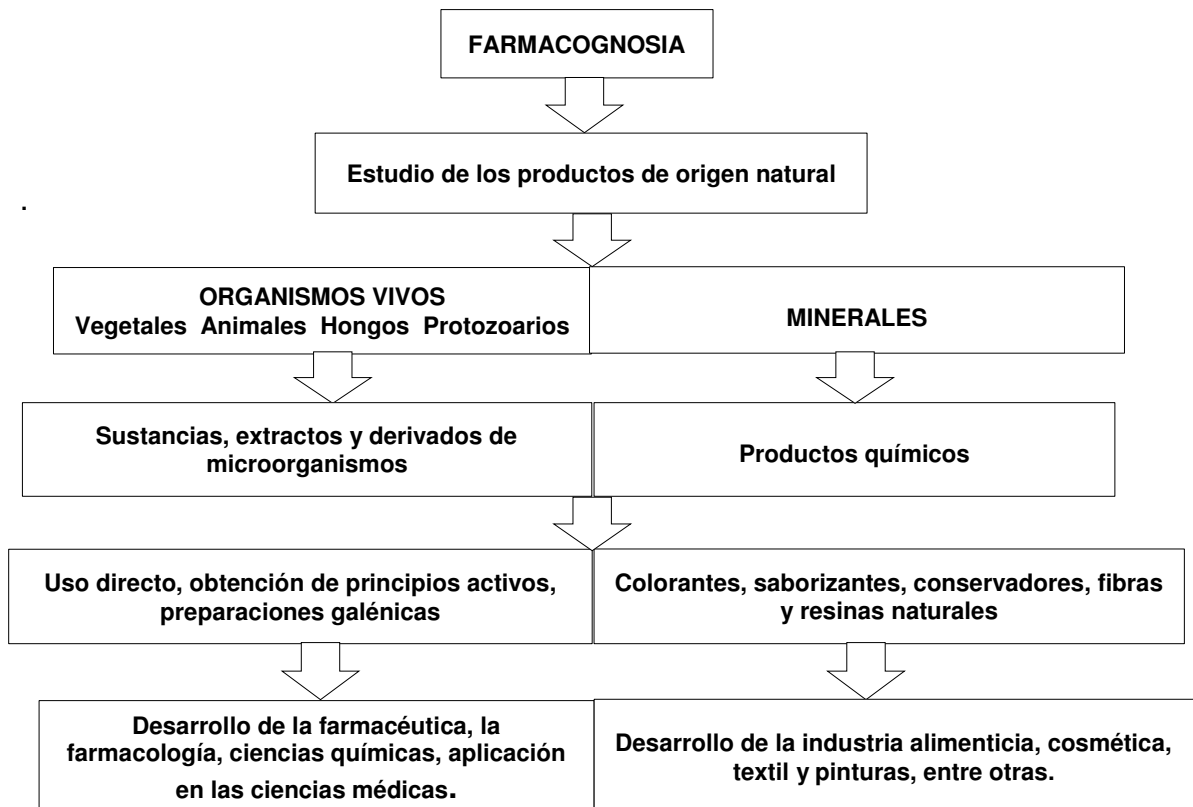 FARMACOGNOSIA
Estudio de los productos de origen natural
.
ORGANISMOS VIVOS
Vegetales Animales Hongos Protozoarios
MINERALES
Sustancias, extractos y derivados de
microorganismos
Productos químicos
Uso directo, obtención de principios activos,
preparaciones galénicas
Colorantes, saborizantes, conservadores, fibras
y resinas naturales
Desarrollo de la farmacéutica, la
farmacología, ciencias químicas, aplicación
en las ciencias médicas.
Desarrollo de la industria alimenticia, cosmética,
textil y pinturas, entre otras.